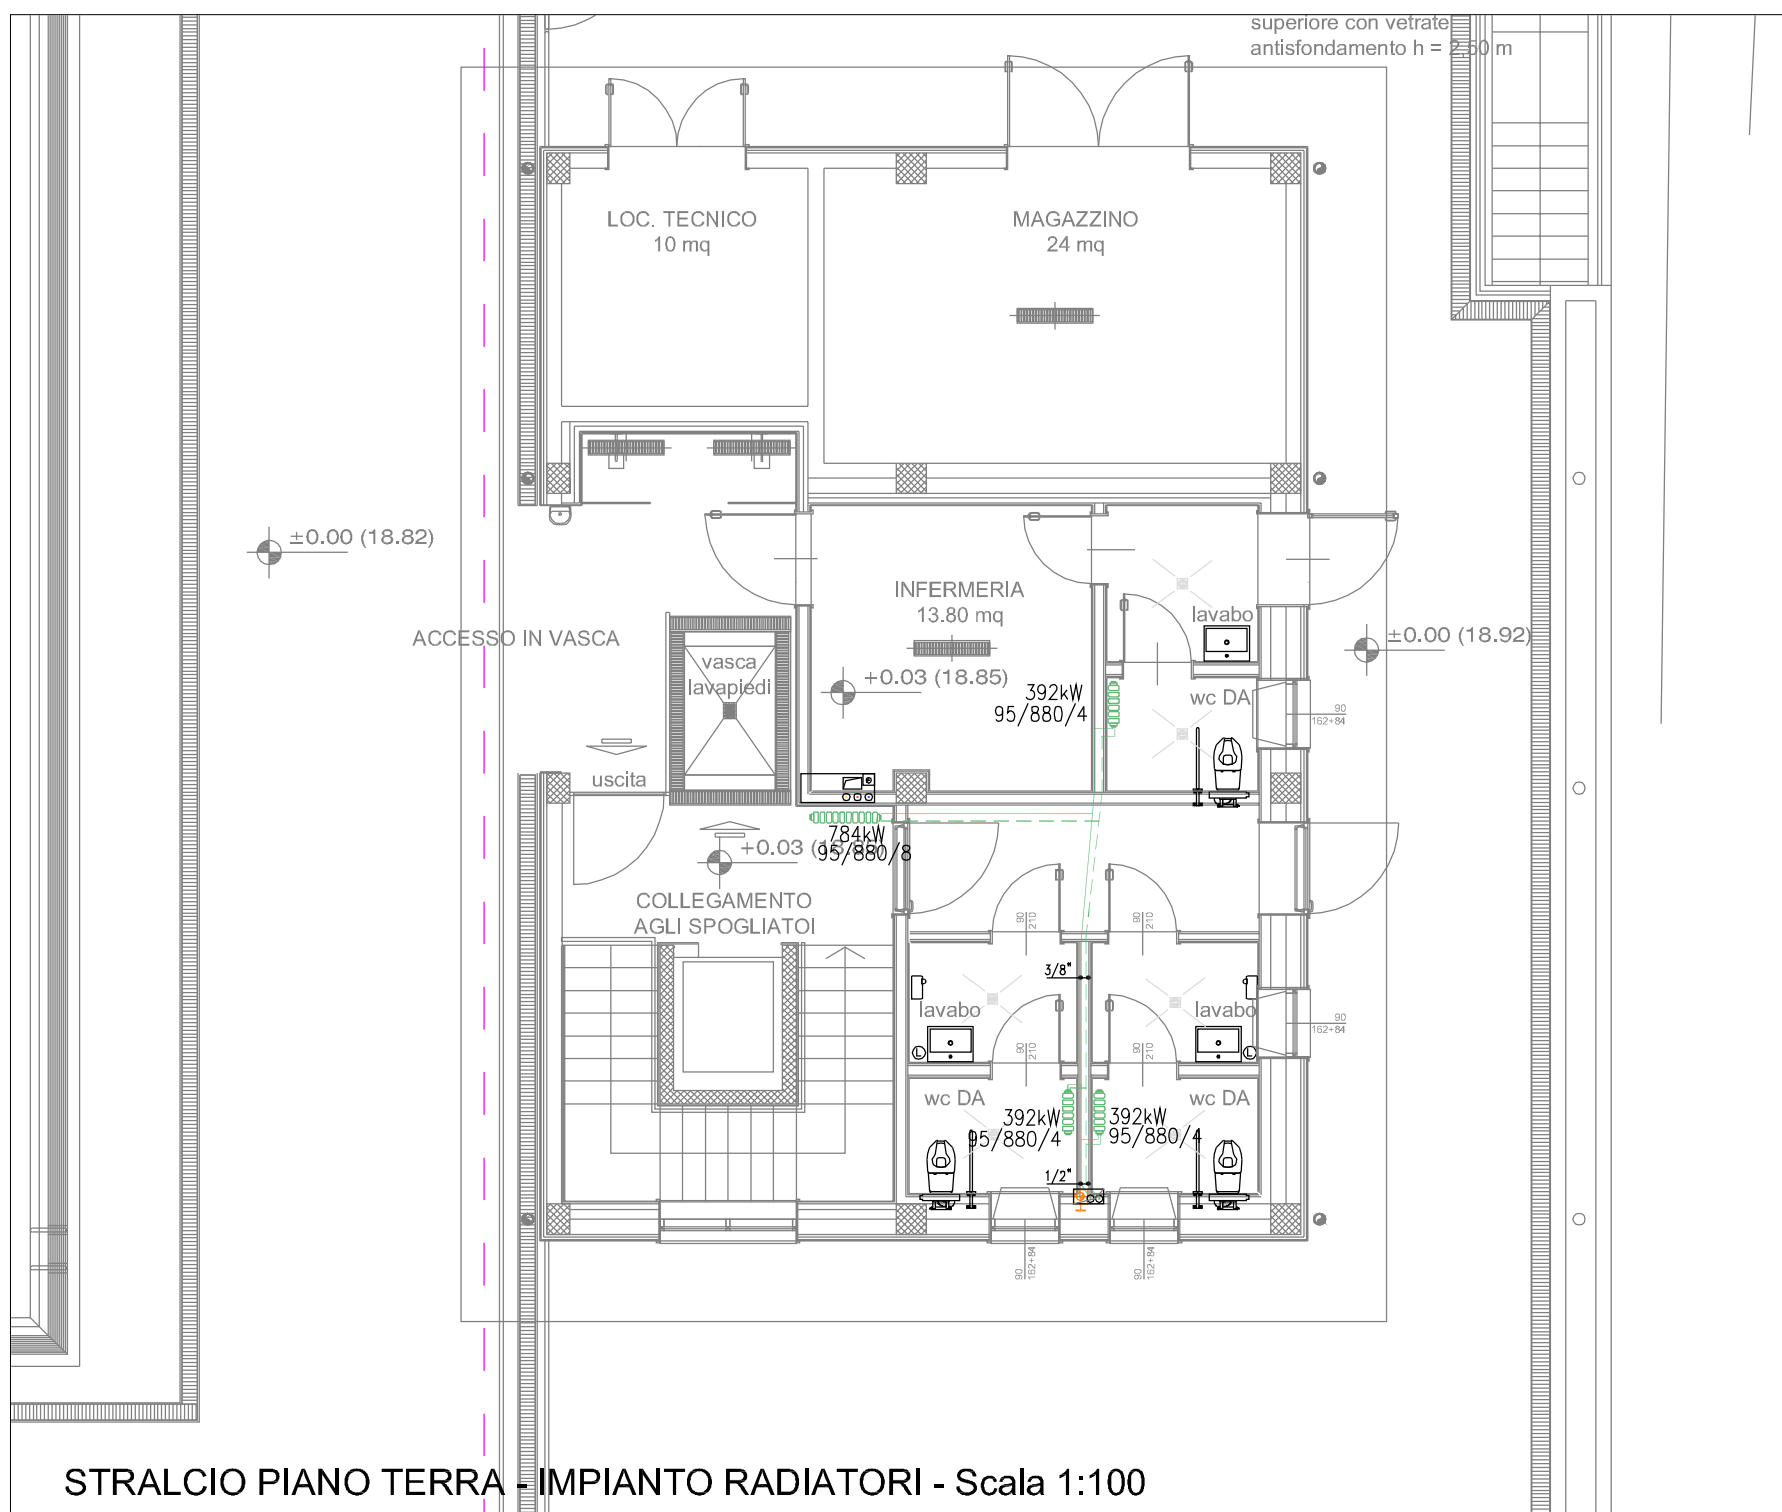 superiore con vetrate
antisfondamento h = 2,50 m
LOC. TECNICO
10 mq
MAGAZZINO
24 mq
±0.00 (18.82)
INFERMERIA
13.80 mq
lavabo
ACCESSO IN VASCA
±0.00 (18.92)
vasca
lavapiedi
+0.03 (18.85)
392kW
95/880/4
wc DA
90
162+84
uscita
784kW
95/880/8
+0.03
COLLEGAMENTO
AGLI SPOGLIATOI
90
210
90
210
3/8"
lavabo
lavabo
L
L
90
162+84
90
210
90
210
wc DA
wc DA
392kW
95/880/4
392kW
95/880/4
1/2"
90
162+84
90
162+84
STRALCIO PIANO TERRA - IMPIANTO RADIATORI - Scala 1:100